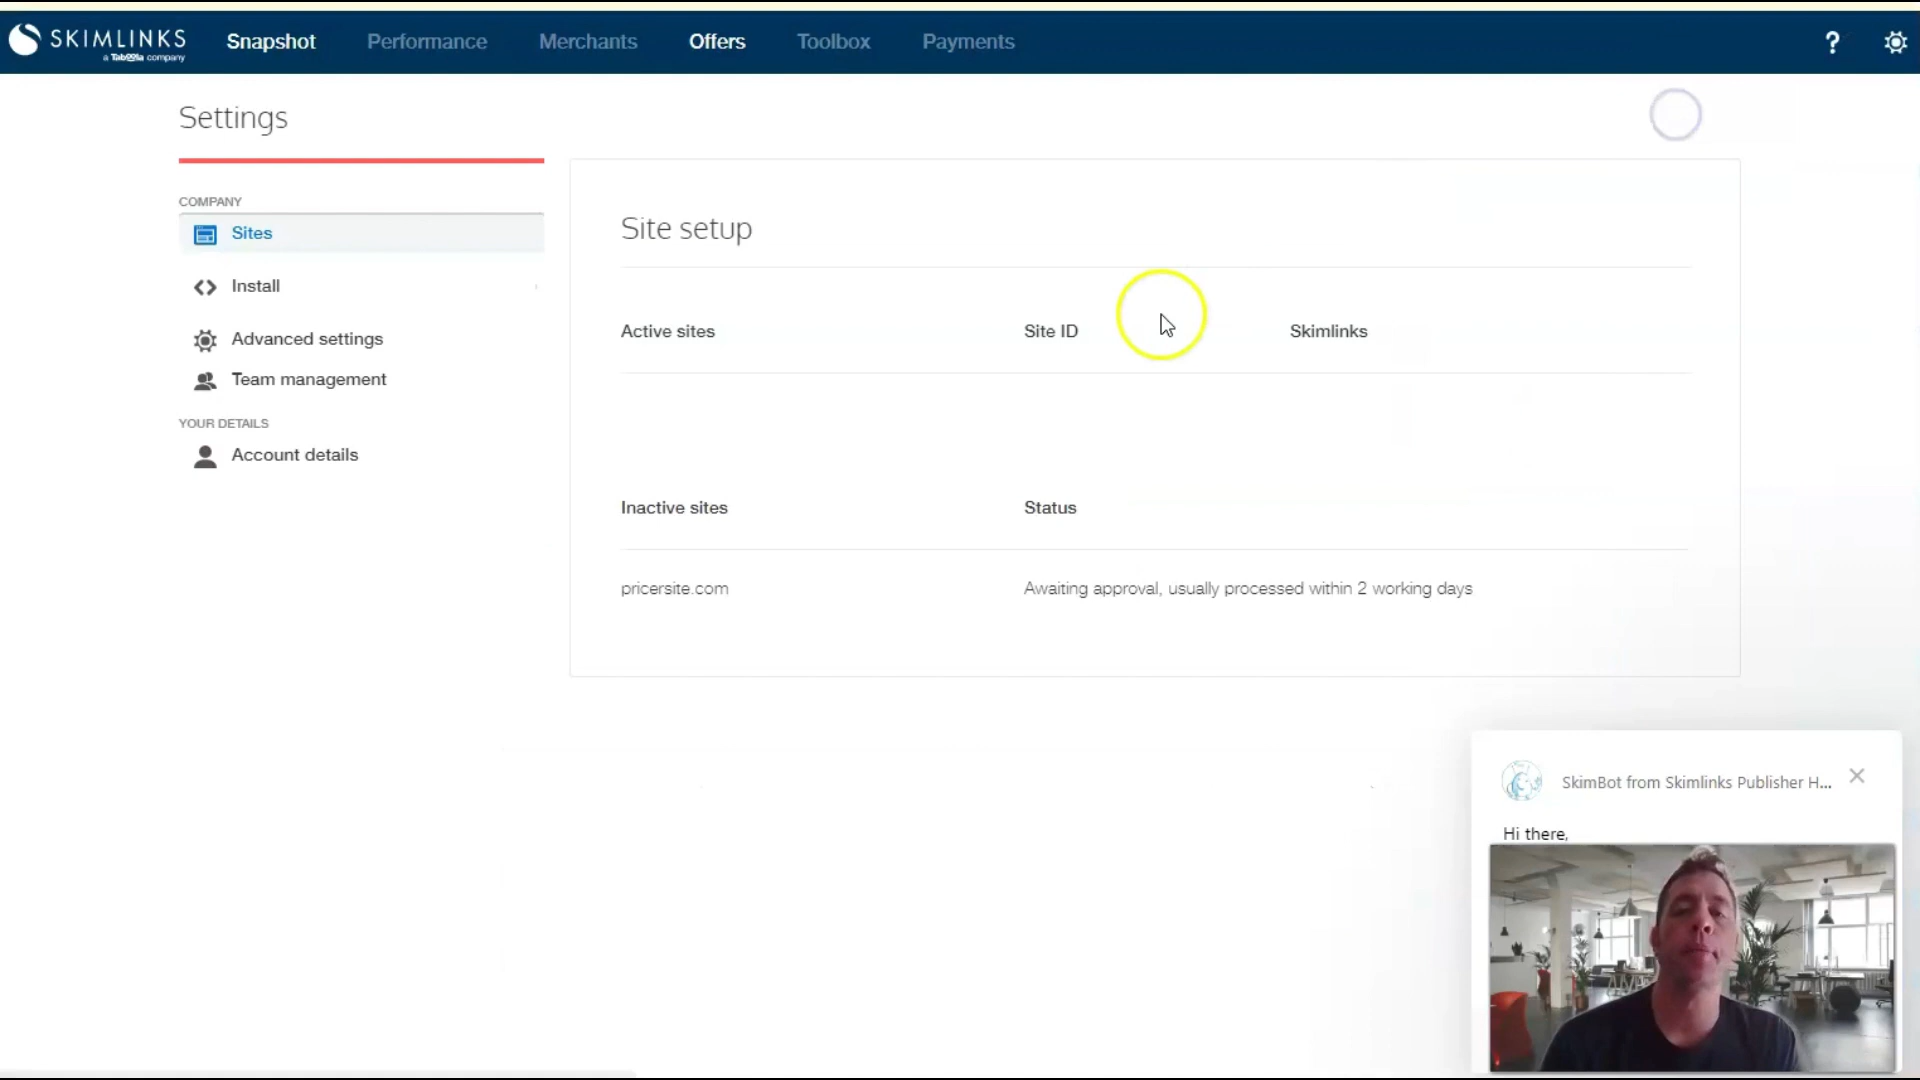 SKIMLINKS
a Taboola company
Snapshot
Performance
Merchants
Offers
Toolbox
Payments
?
Settings
COMPANY
Sites
Install
Advanced settings
Team management
YOUR DETAILS
Account details
Site setup
Active sites
Site ID
Skimlinks
Inactive sites
Status
pricersite.com
Awaiting approval, usually processed within 2 working days
SkimBot from Skimlinks Publisher H...
Hi there,